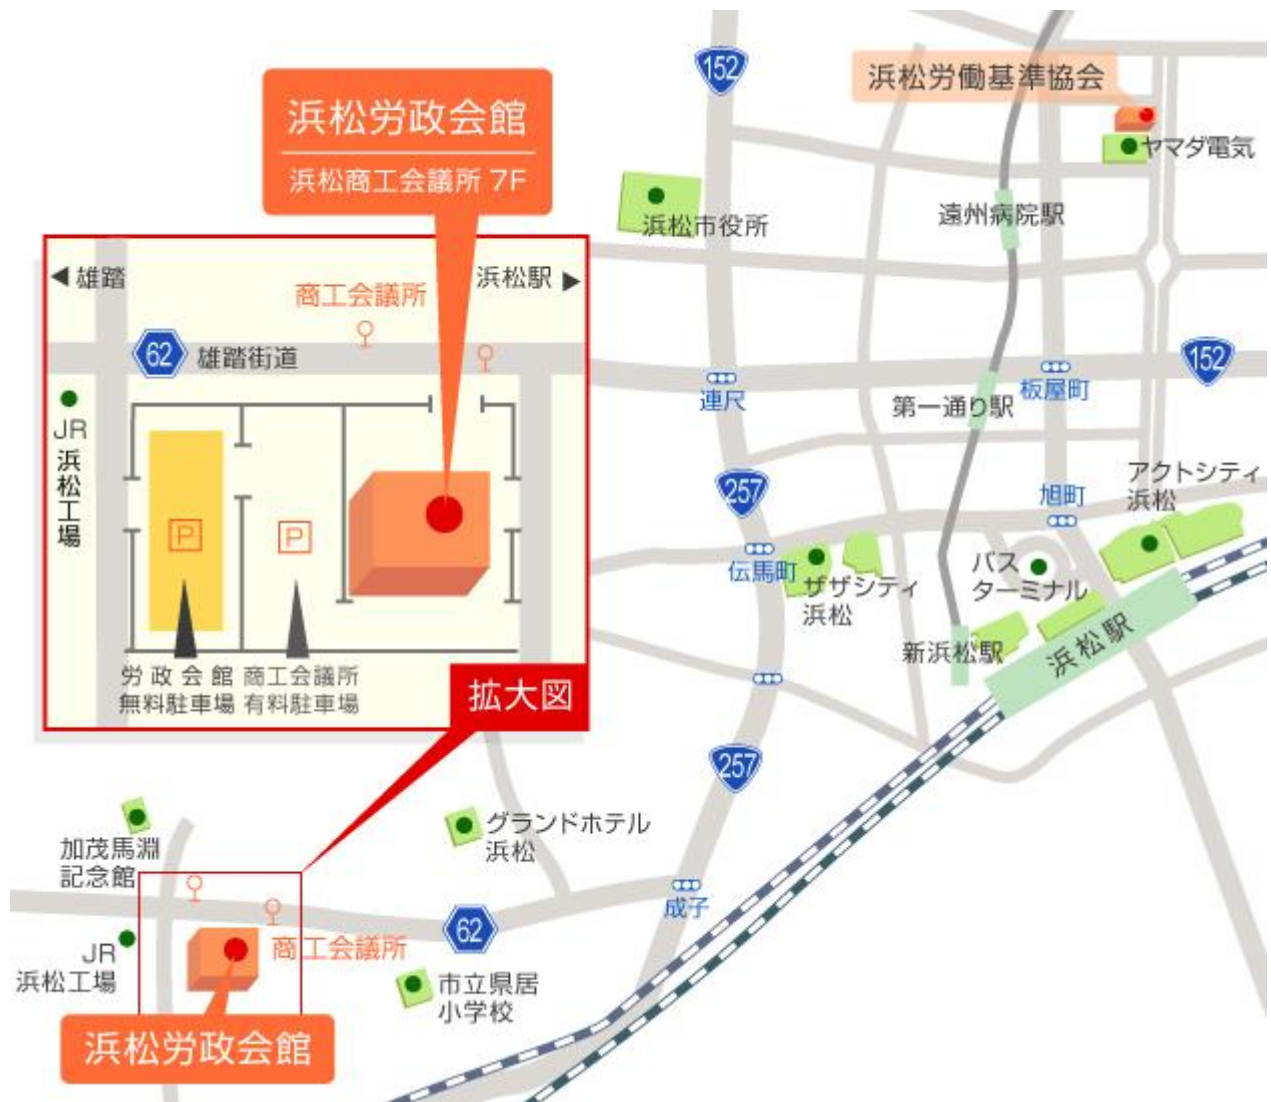 152
浜松労働基準協会
ヤマダ電気
浜松労政会館
浜松商工会議所 7F
浜松市役所
遠州病院駅
雄踏
浜松駅
商工会議所
62
雄踏街道
152
連尺
板屋町
第一通り駅
JR
浜松工場
257
旭町
アクトシティ
浜松
P
P
伝馬町
ザザシティ
浜松
バス
ターミナル
新浜松駅
浜松駅
労政会館
無料駐車場
商工会議所
有料駐車場
拡大図
257
加茂馬淵
記念館
グランドホテル
浜松
成子
62
商工会議所
JR
浜松工場
市立県居
小学校
浜松労政会館